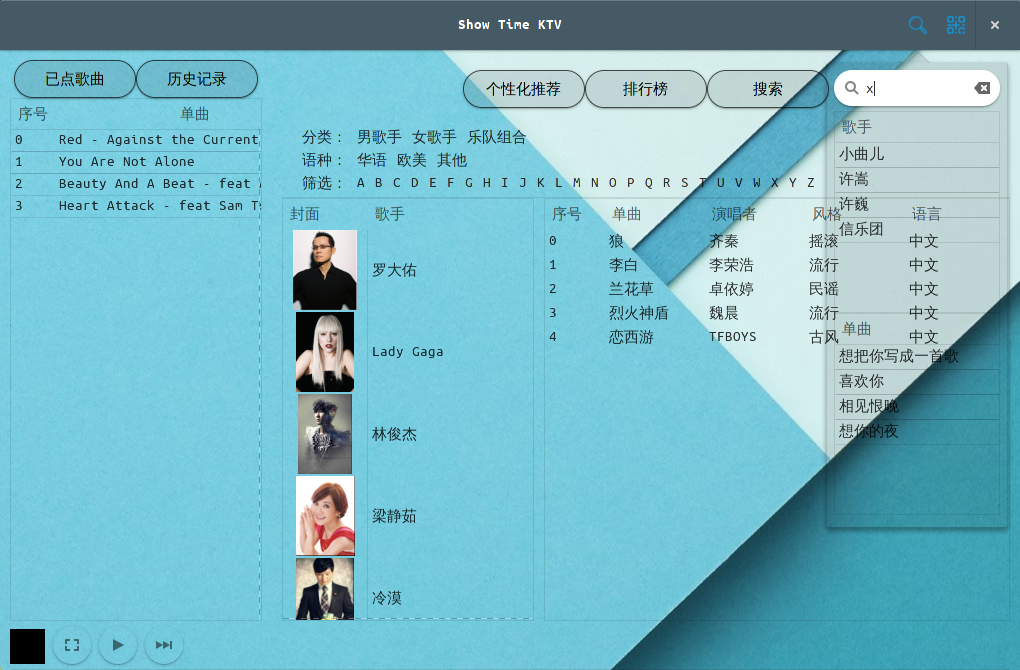 Show Time KTV
已点歌曲 历史记录
序号 单曲
0 Red - Against the Current
1 You Are Not Alone
2 Beauty And A Beat - feat
3 Heart Attack - feat Sam
个性化推荐 排行榜 搜索
分类： 男歌手 女歌手 乐队组合
语种： 华语 欧美 其他
筛选： A B C D E F G H I J K L M N O P Q R S T U V W X Y Z
封面 歌手
罗大佑
Lady Gaga
林俊杰
梁静茹
冷漠
序号 单曲 演唱者 风格 语言
0 狼 齐秦 摇滚 中文
1 李白 李荣浩 流行 中文
2 兰花草 卓依婷 民谣 中文
3 烈火神盾 魏晨 流行 中文
4 恋西游 TFBOYS 古风 中文
x
歌手
小曲儿
许嵩
许巍
信乐团
单曲
想把你写成一首歌
喜欢你
相见恨晚
想你的夜